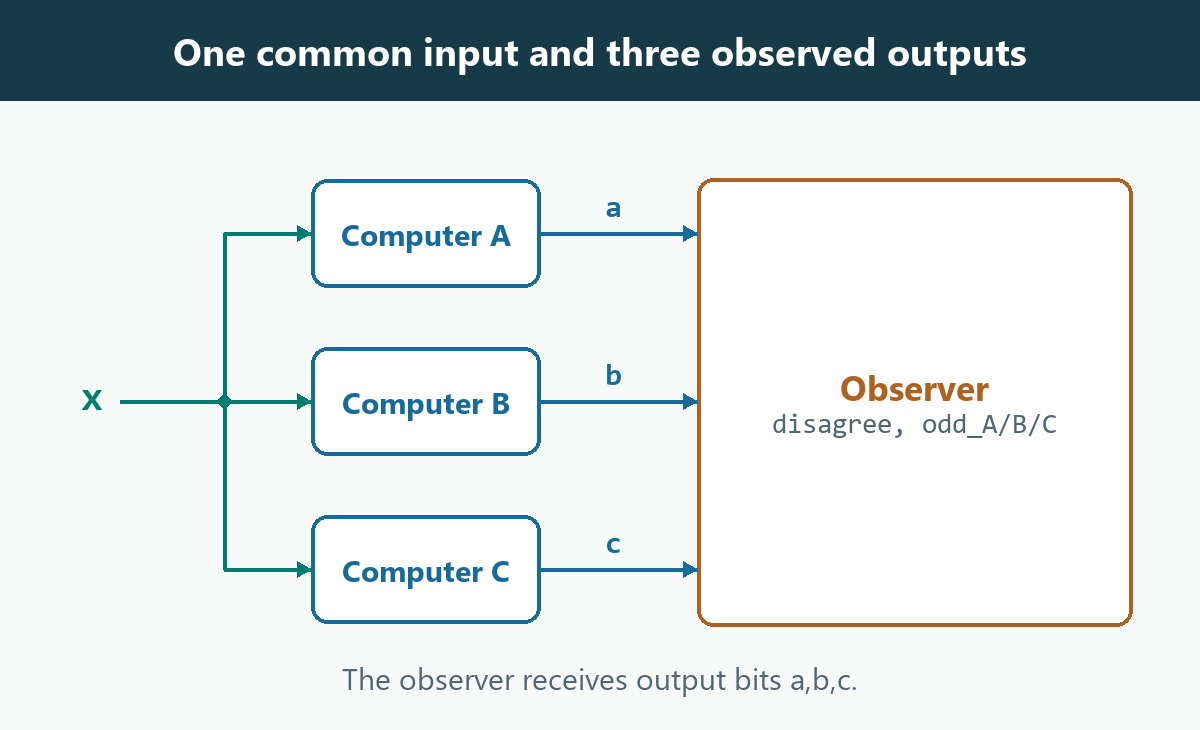 One common input and three observed outputs
Computer A
a
X
Computer B
b
Computer C
c
Observer
disagree, odd_A/B/C
The observer receives output bits a,b,c.